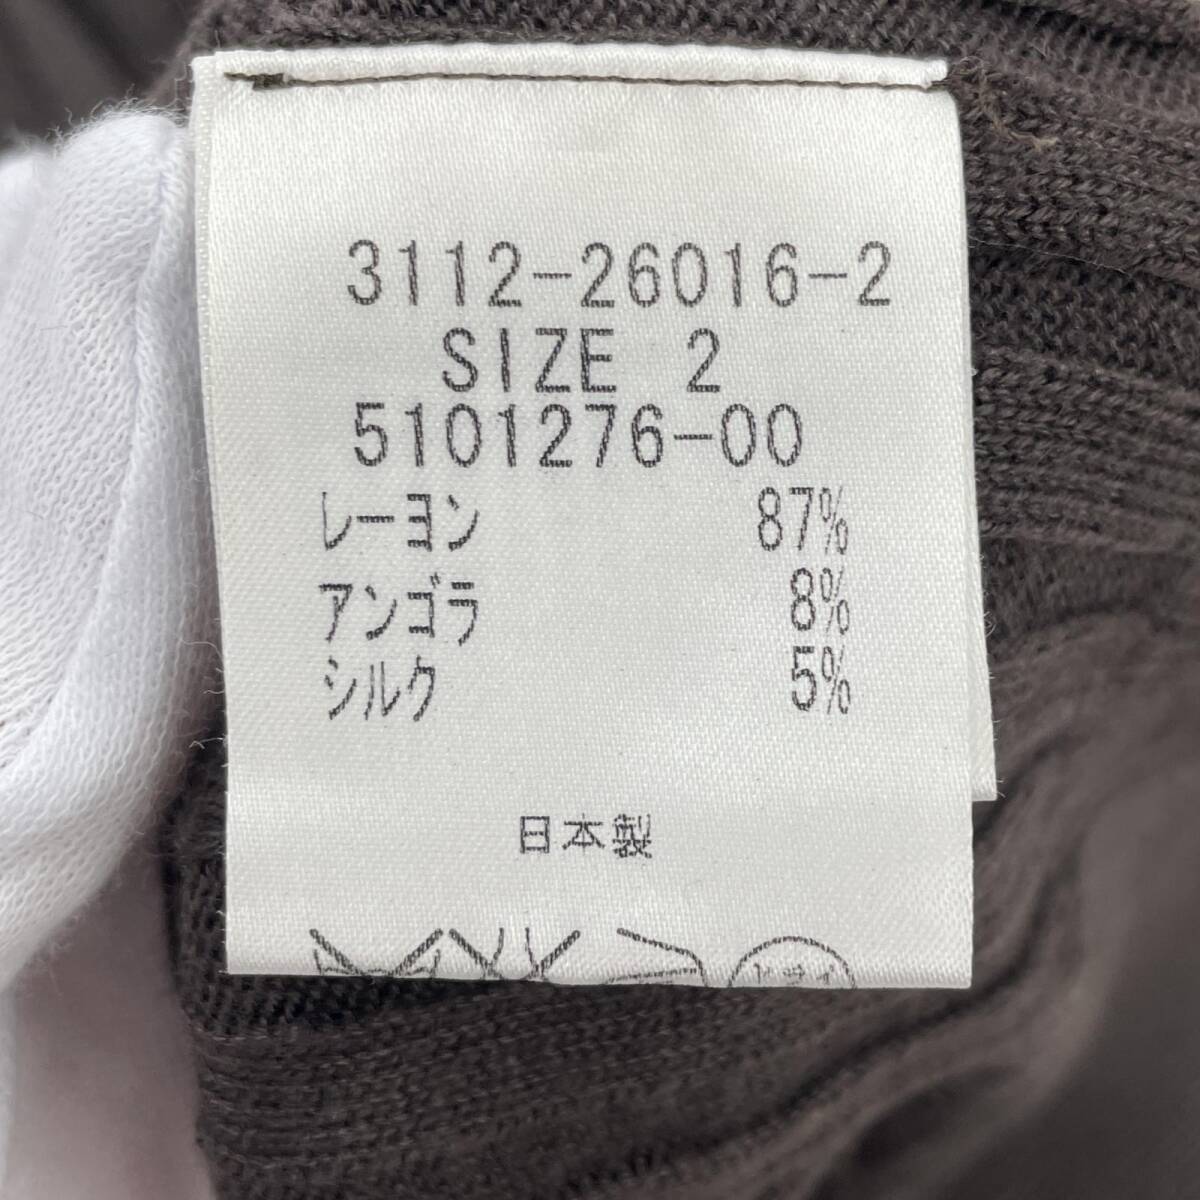 3112-26016-2
SIZE 2
5101276-00
レーヨン 87%
アンゴラ 8%
シルク 5%
日本製